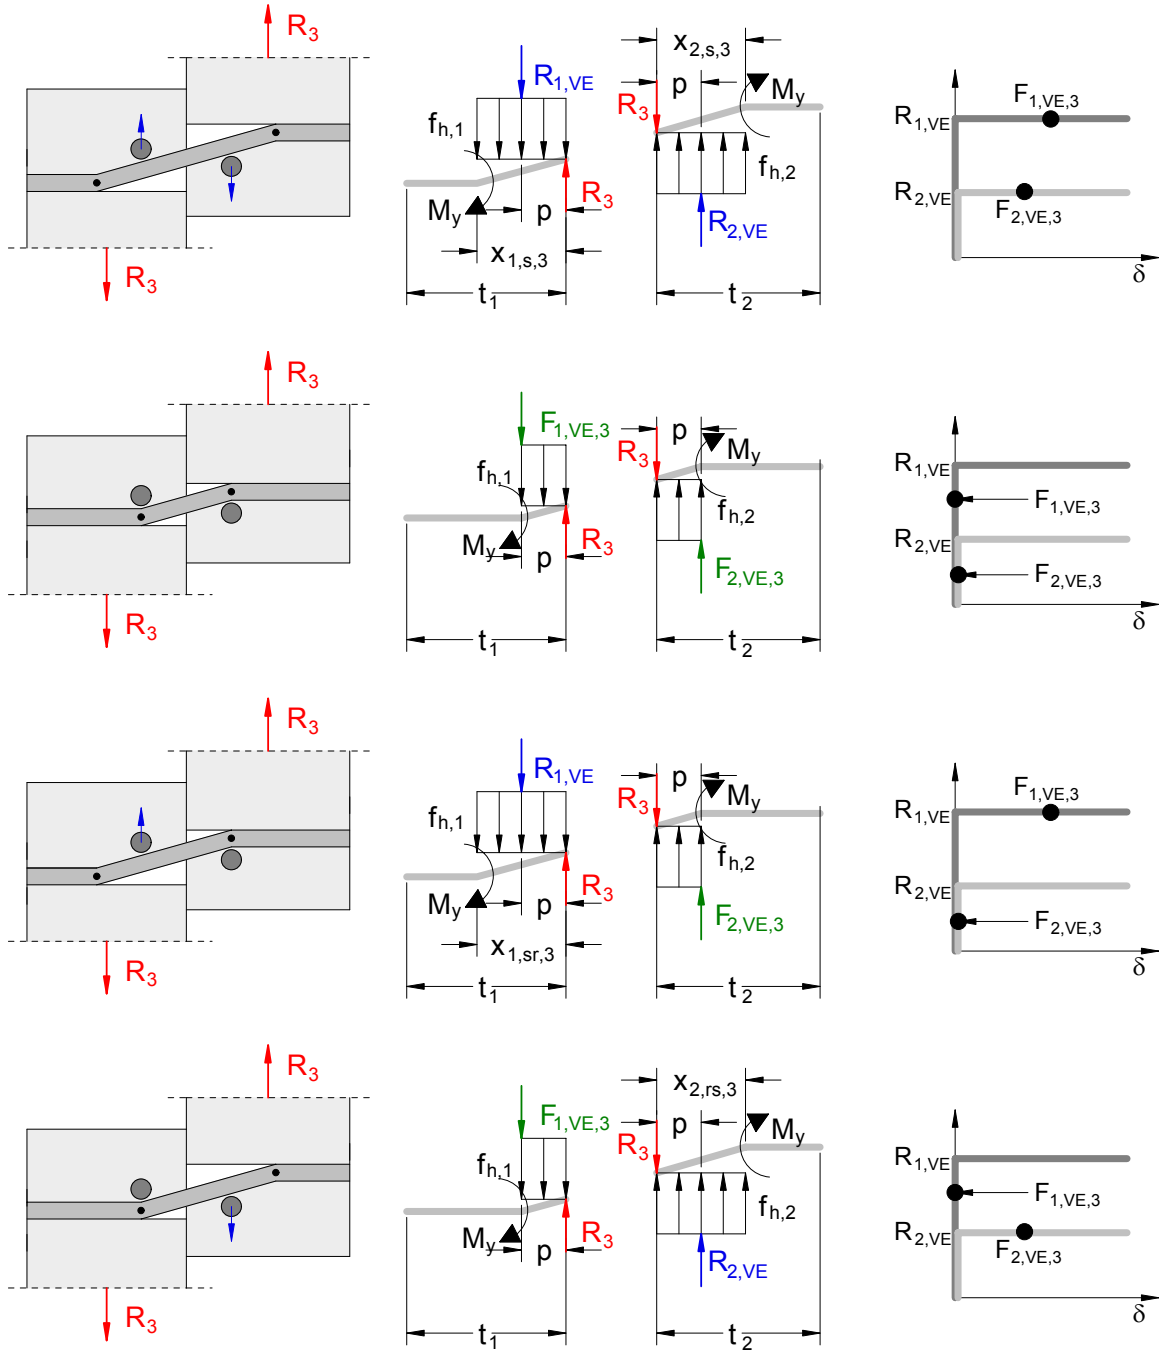 R3
R3
R1,VE
fh,1
My
R3
p
x1,s,3
t1
x2,s,3
p
R3
My
fh,2
R2,VE
t2
R1,VE
F1,VE,3
R2,VE
F2,VE,3
δ
R3
R3
F1,VE,3
fh,1
My
R3
p
t1
p
R3
My
fh,2
F2,VE,3
t2
R1,VE
F1,VE,3
R2,VE
F2,VE,3
δ
R3
R3
R1,VE
fh,1
My
R3
p
x1,sr,3
t1
p
R3
My
fh,2
F2,VE,3
t2
F1,VE,3
R1,VE
R2,VE
F2,VE,3
δ
R3
R3
F1,VE,3
fh,1
My
R3
p
t1
x2,rs,3
p
R3
My
fh,2
R2,VE
t2
R1,VE
F1,VE,3
R2,VE
F2,VE,3
δ